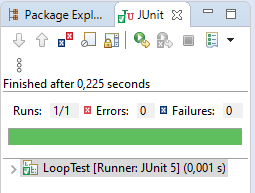 Package Expl...
JUnit
Finished after 0,225 seconds
Runs: 1/1 Errors: 0 Failures: 0
LoopTest [Runner: JUnit 5] (0,001 s)